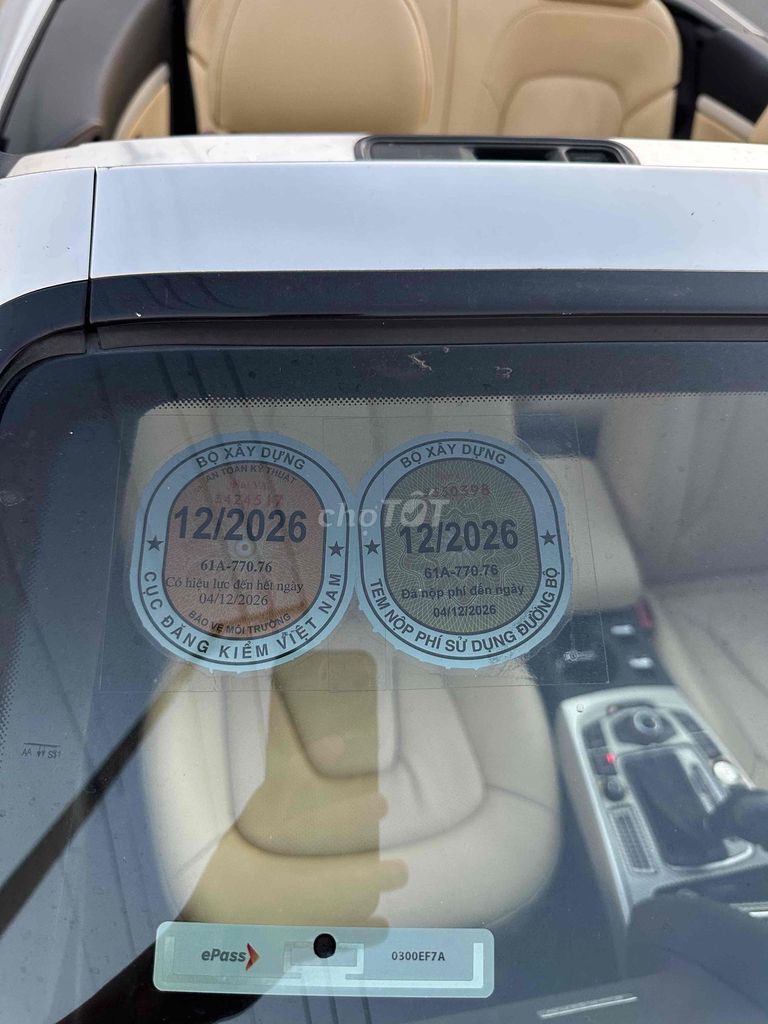 BỘ XÂY DỰNG
AN TOÀN KỸ THUẬT
12/2026
61A-770.76
Có hiệu lực đến hết ngày
04/12/2026
BẢO VỆ MÔI TRƯỜNG
CỤC ĐĂNG KIỂM VIỆT NAM
BỘ XÂY DỰNG
12/2026
61A-770.76
Đã nộp phí đến ngày
04/12/2026
TEM NỘP PHÍ SỬ DỤNG ĐƯỜNG BỘ
chợTỐT
ePass
0300EF7A